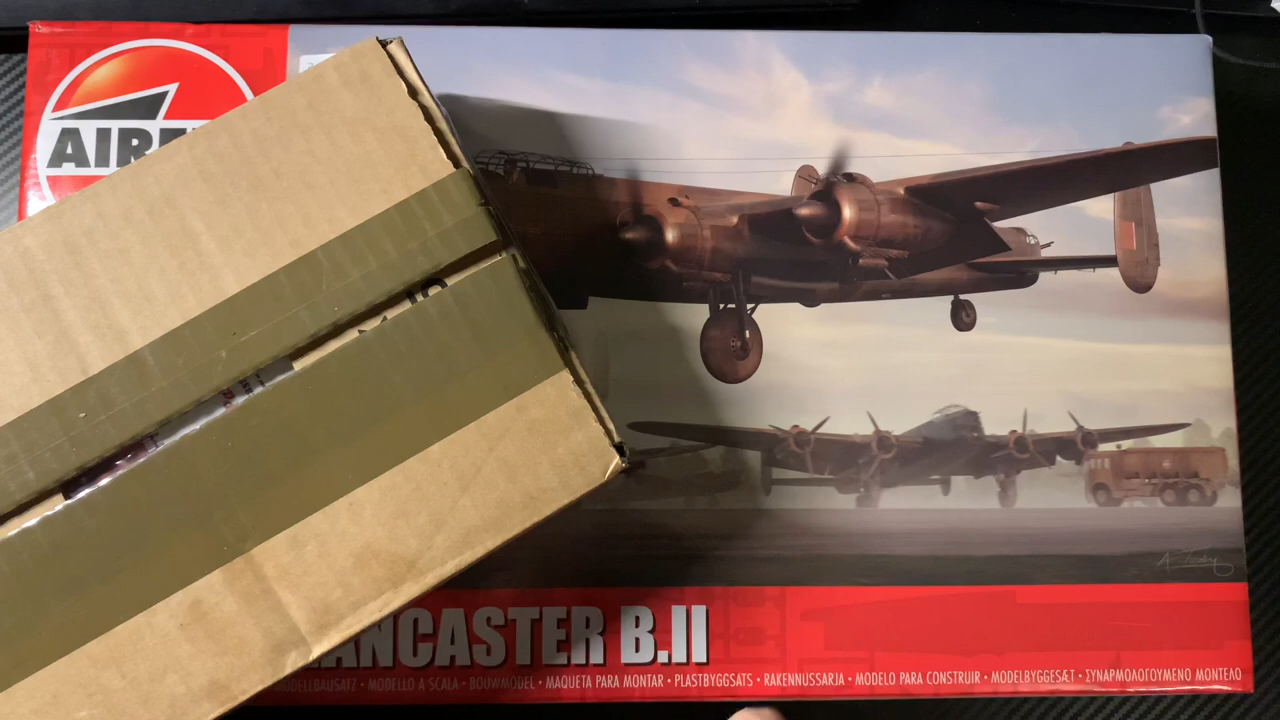 AIRF
ANCASTER B.II
MODELLBAUSATZ • MODELLO A SCALA • BOUWMODEL • MAQUETA PARA MONTAR • PLASTBYGGSATS • RAKENNUSSARJA • MODELO PARA CONSTRUIR • MODELBYGGESÆT • ΣΥΝΑΡΜΟΛΟΓΟΥΜΕΝΟ ΜΟΝΤΕΛΟ